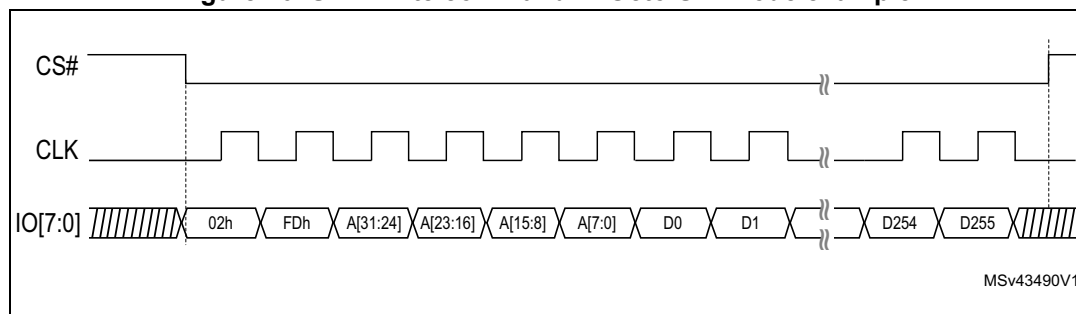 CS#
CLK
IO[7:0] 02h FDh A[31:24] A[23:16] A[15:8] A[7:0] D0 D1 D254 D255
MSv43490V1